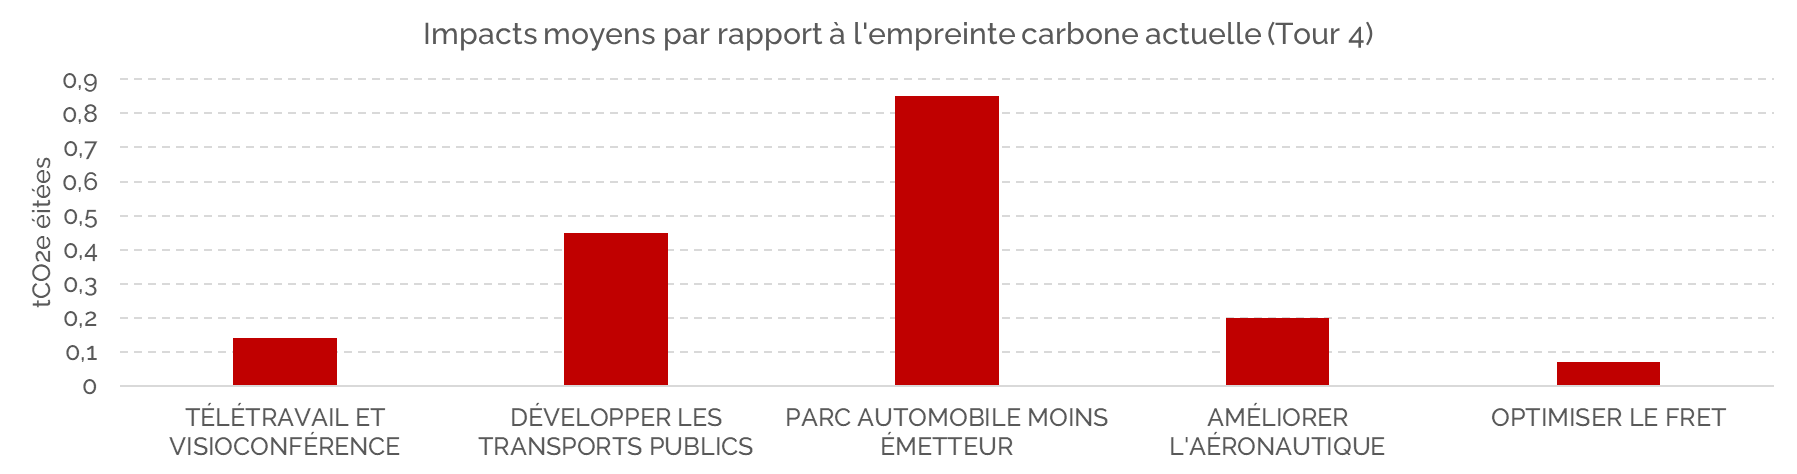 Impacts moyens par rapport à l'empreinte carbone actuelle (Tour 4)
tCO2e éitées
0,9
0,8
0,7
0,6
0,5
0,4
0,3
0,2
0,1
0
TÉLÉTRAVAIL ET
VISIOCONFÉRENCE
DÉVELOPPER LES
TRANSPORTS PUBLICS
PARC AUTOMOBILE MOINS
ÉMETTEUR
AMÉLIORER
L'AÉRONAUTIQUE
OPTIMISER LE FRET